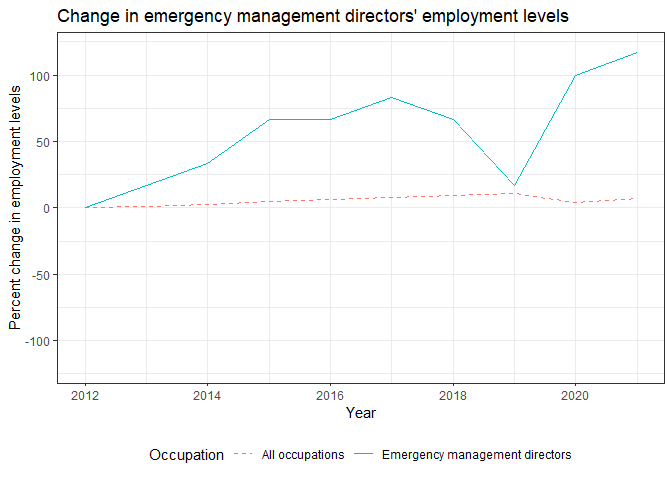 Change in emergency management directors' employment levels
Percent change in employment levels
100
50
0
-50
-100
2012 2014 2016 2018 2020
Year
Occupation All occupations Emergency management directors